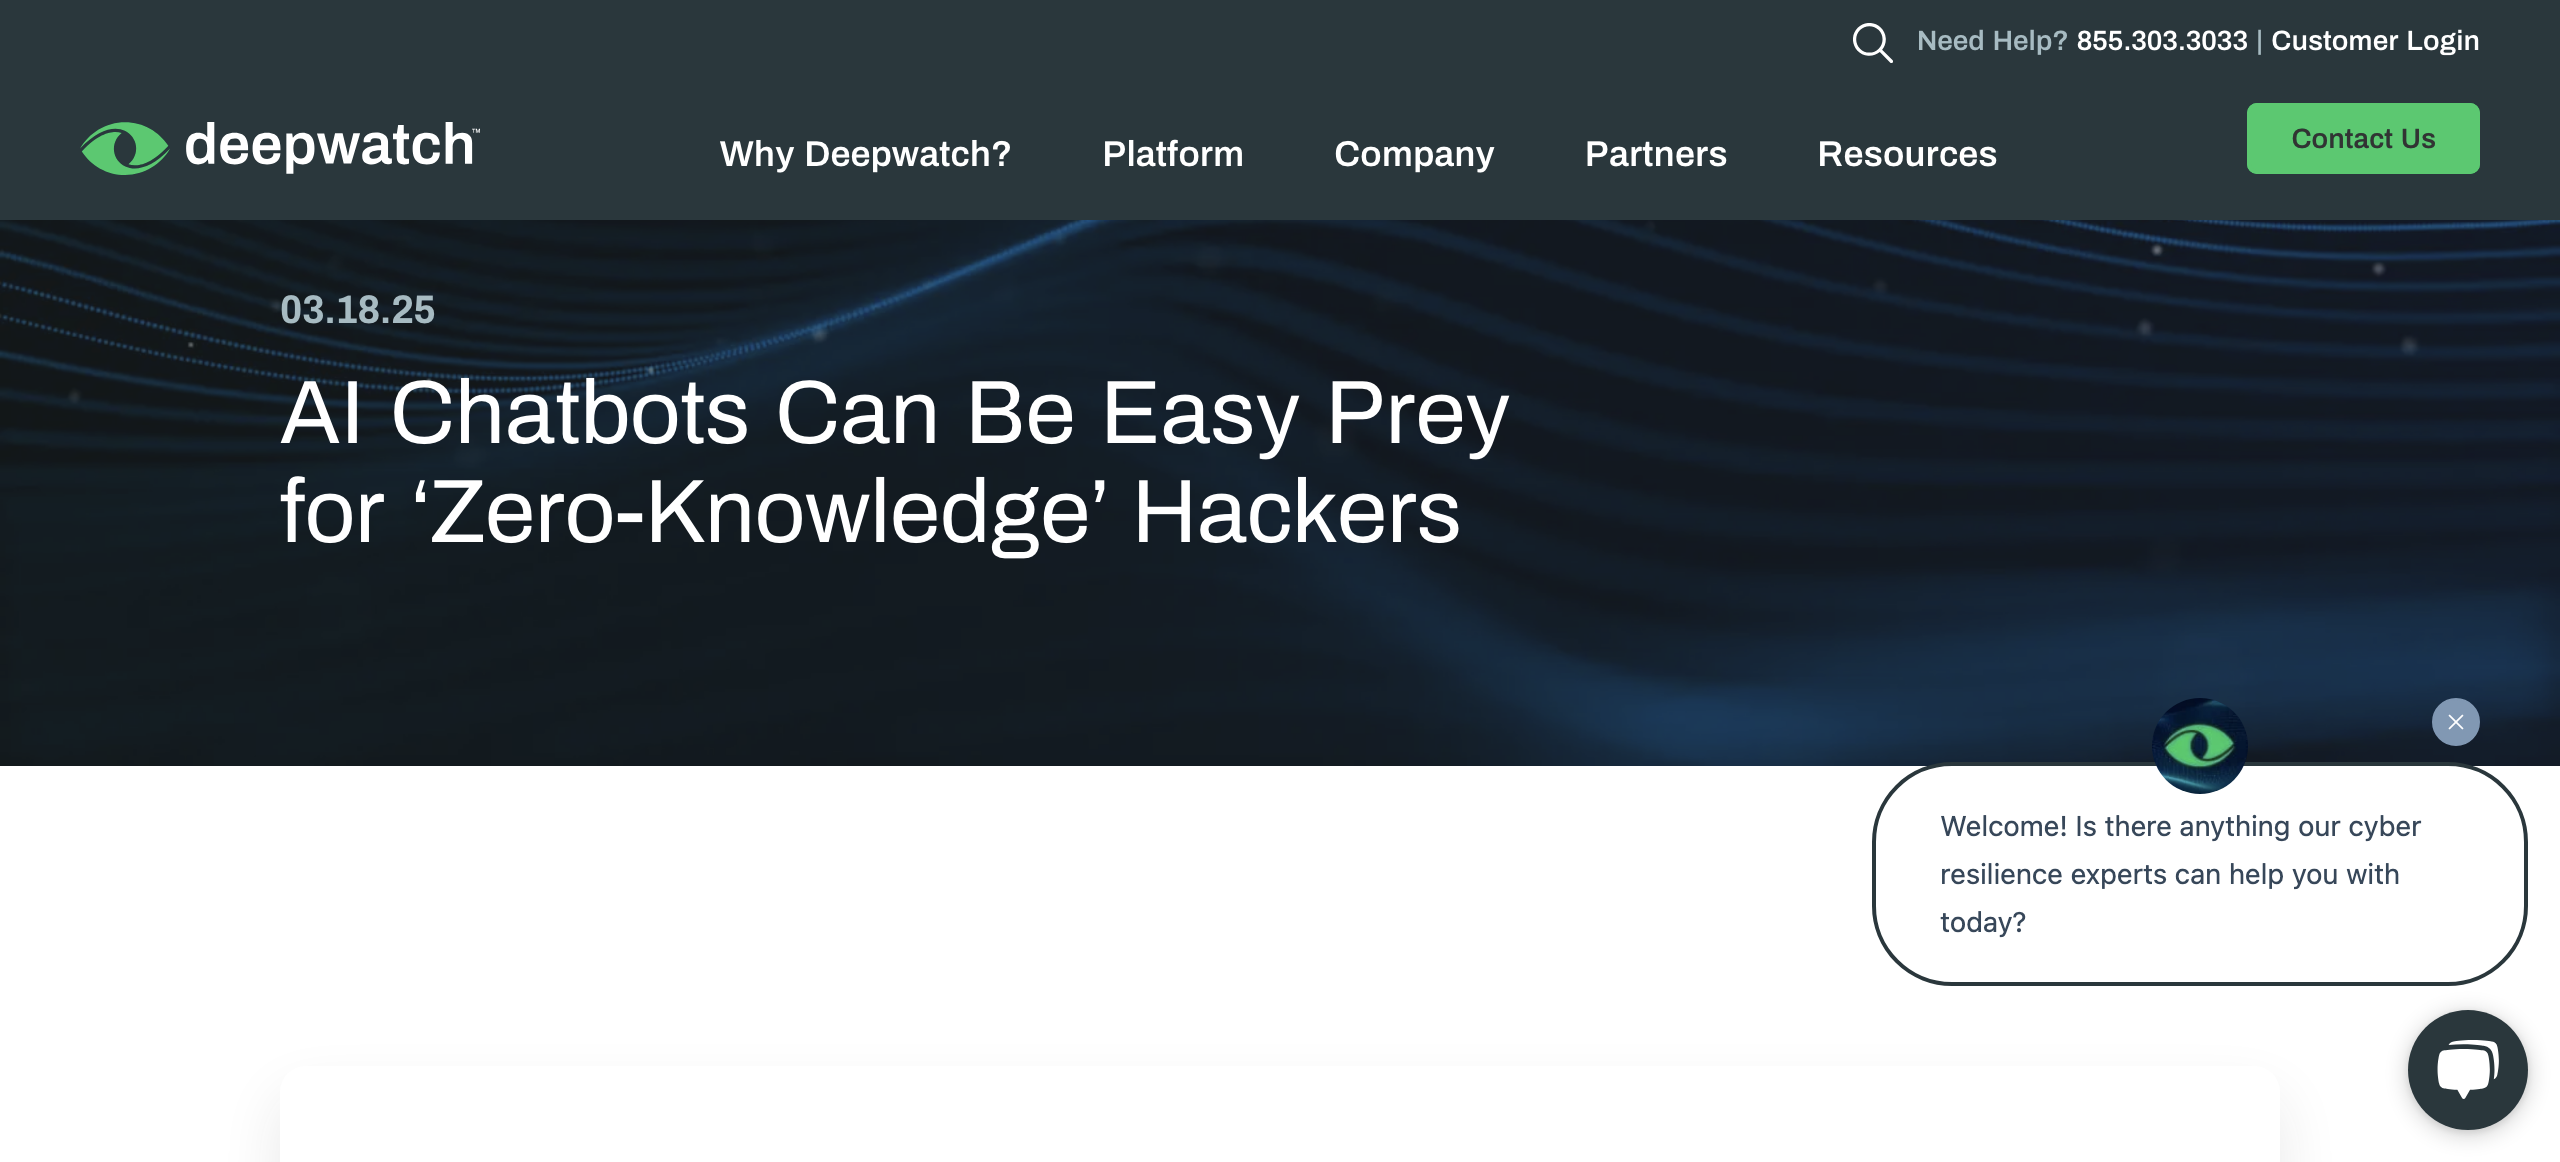 Need Help? 855.303.3033 | Customer Login
deepwatch™
Why Deepwatch?
Platform
Company
Partners
Resources
Contact Us
03.18.25
AI Chatbots Can Be Easy Prey
for ‘Zero-Knowledge’ Hackers
Welcome! Is there anything our cyber
resilience experts can help you with
today?